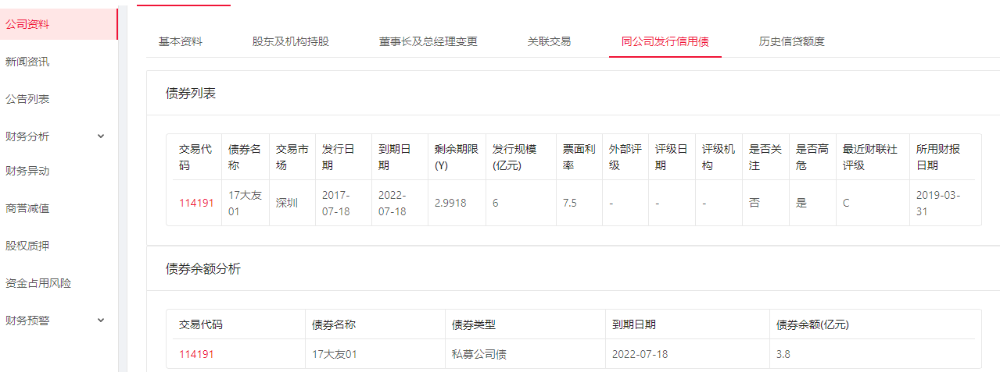 公司资料
新闻资讯
公告列表
财务分析
财务异动
商誉减值
股权质押
资金占用风险
财务预警
基本资料 股东及机构持股 董事长及总经理变更 关联交易 同公司发行信用债 历史信贷额度
债券列表
交易代 债券名 交易市 发行日 到期日 剩余期限 发行规模 票面利 外部评 评级日 评级机 是否关 是否高 最近财联社 所用财报
码 称 场 期 期 (Y) (亿元) 率 级 期 构 注 危 评级 日期
114191 17大友 深圳 2017- 2022- 2.9918 6 7.5 - - - 否 是 C 2019-03-
01 07-18 07-18 31
债券余额分析
交易代码 债券名称 债券类型 到期日期 债券余额(亿元)
114191 17大友01 私募公司债 2022-07-18 3.8